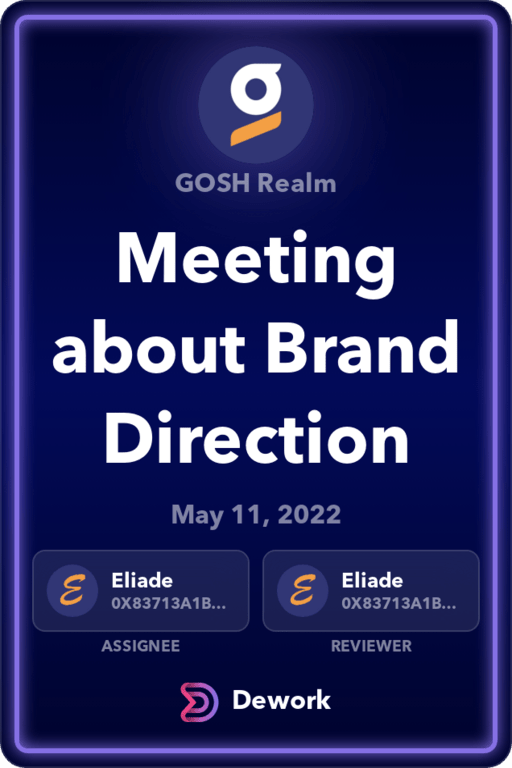 g
GOSH Realm
Meeting
about Brand
Direction
May 11, 2022
E
Eliade
0X83713A1B...
ASSIGNEE
E
Eliade
0X83713A1B...
REVIEWER
Dework